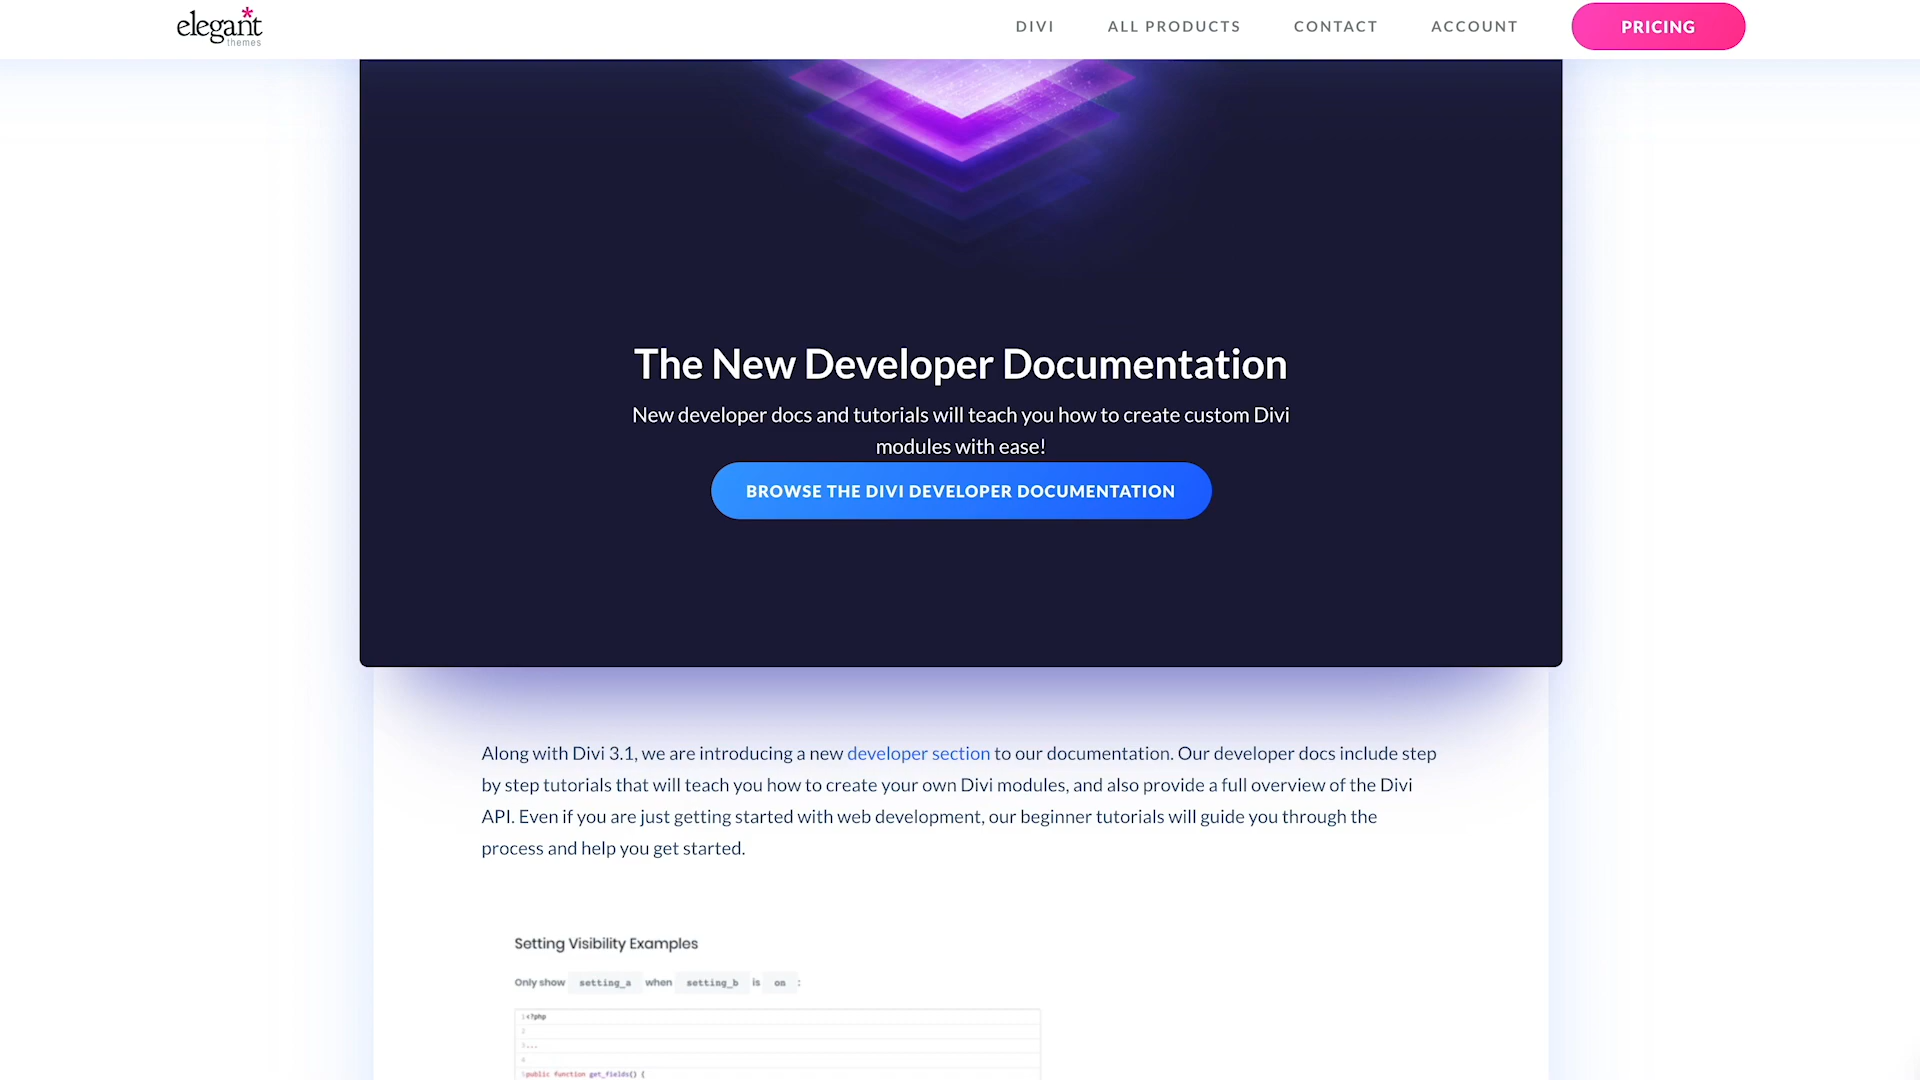 elegant
themes
DIVI
ALL PRODUCTS
CONTACT
ACCOUNT
PRICING
The New Developer Documentation
New developer docs and tutorials will teach you how to create custom Divi
modules with ease!
BROWSE THE DIVI DEVELOPER DOCUMENTATION
Along with Divi 3.1, we are introducing a new developer section to our documentation. Our developer docs include step
by step tutorials that will teach you how to create your own Divi modules, and also provide a full overview of the Divi
API. Even if you are just getting started with web development, our beginner tutorials will guide you through the
process and help you get started.
Setting Visibility Examples
Only show setting_a when setting_b is on :
1 <?php
2
3 ...
4
5 public function get_fields() {